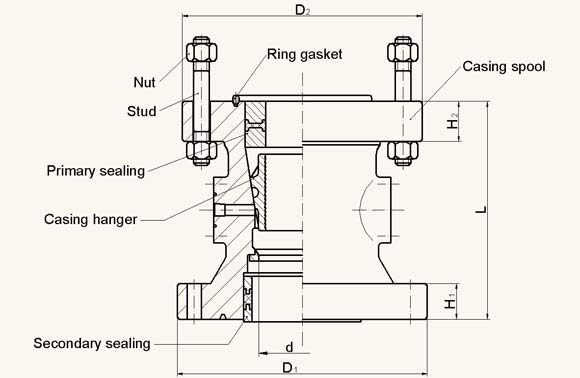 D2
Ring gasket
Casing spool
Nut
Stud
H2
Primary sealing
L
Casing hanger
H1
Secondary sealing
d
D1